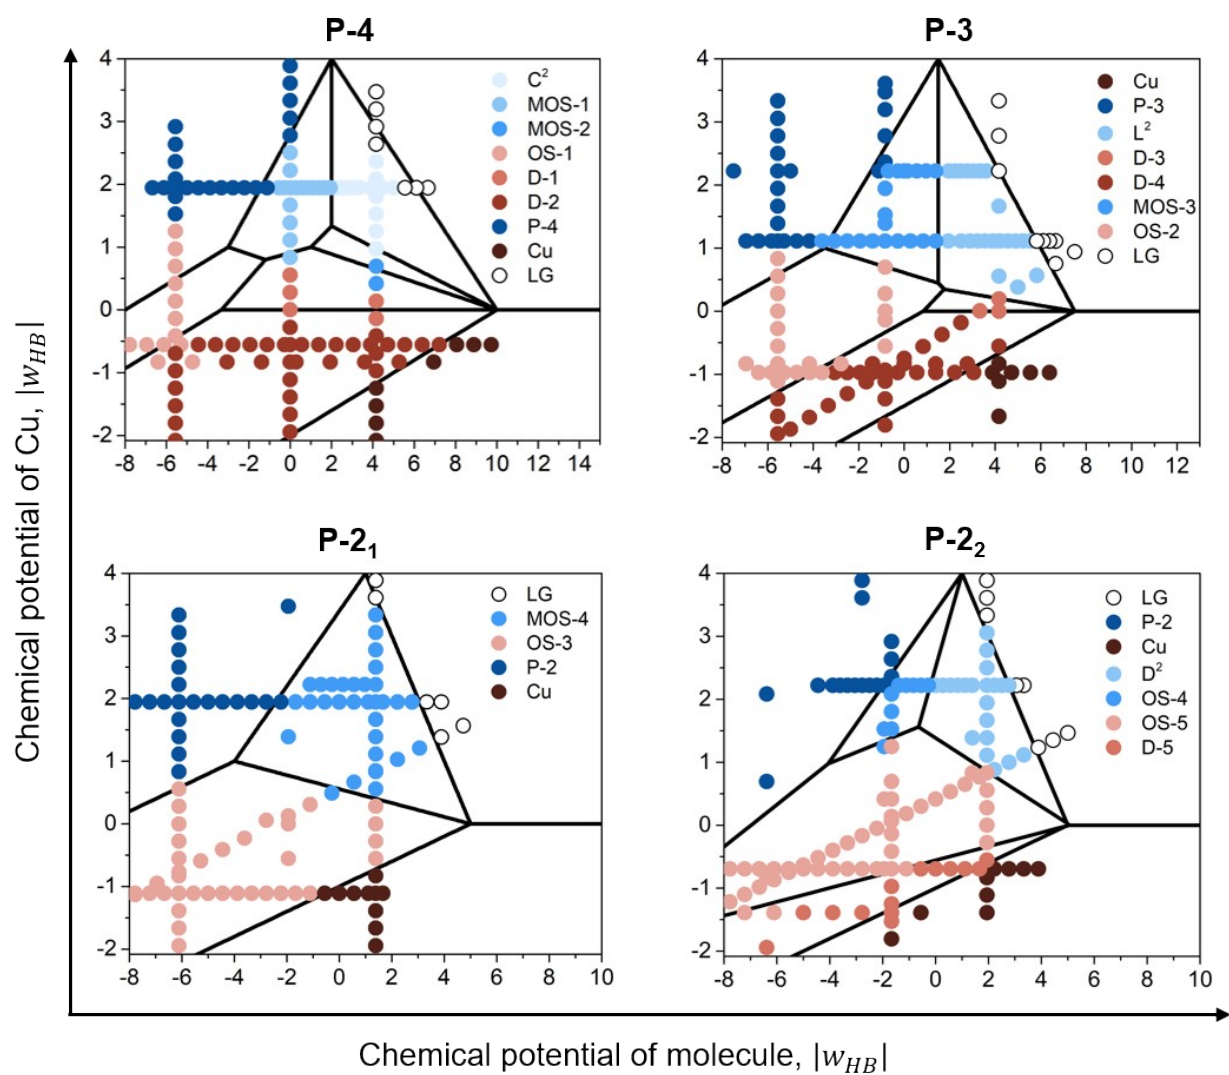 P-4
P-3
4
3
2
1
0
-1
-2
-8 -6 -4 -2 0 2 4 6 8 10 12 14
C²
MOS-1
MOS-2
OS-1
D-1
D-2
P-4
Cu
LG
4
3
2
1
0
-1
-2
-8 -6 -4 -2 0 2 4 6 8 10 12
Cu
P-3
L²
D-3
D-4
MOS-3
OS-2
LG
P-2₁
P-2₂
4
3
2
1
0
-1
-2
-8 -6 -4 -2 0 2 4 6 8 10
LG
MOS-4
OS-3
P-2
Cu
4
3
2
1
0
-1
-2
-8 -6 -4 -2 0 2 4 6 8 10
LG
P-2
Cu
D²
OS-4
OS-5
D-5
Chemical potential of Cu, |w_HB|
Chemical potential of molecule, |w_HB|